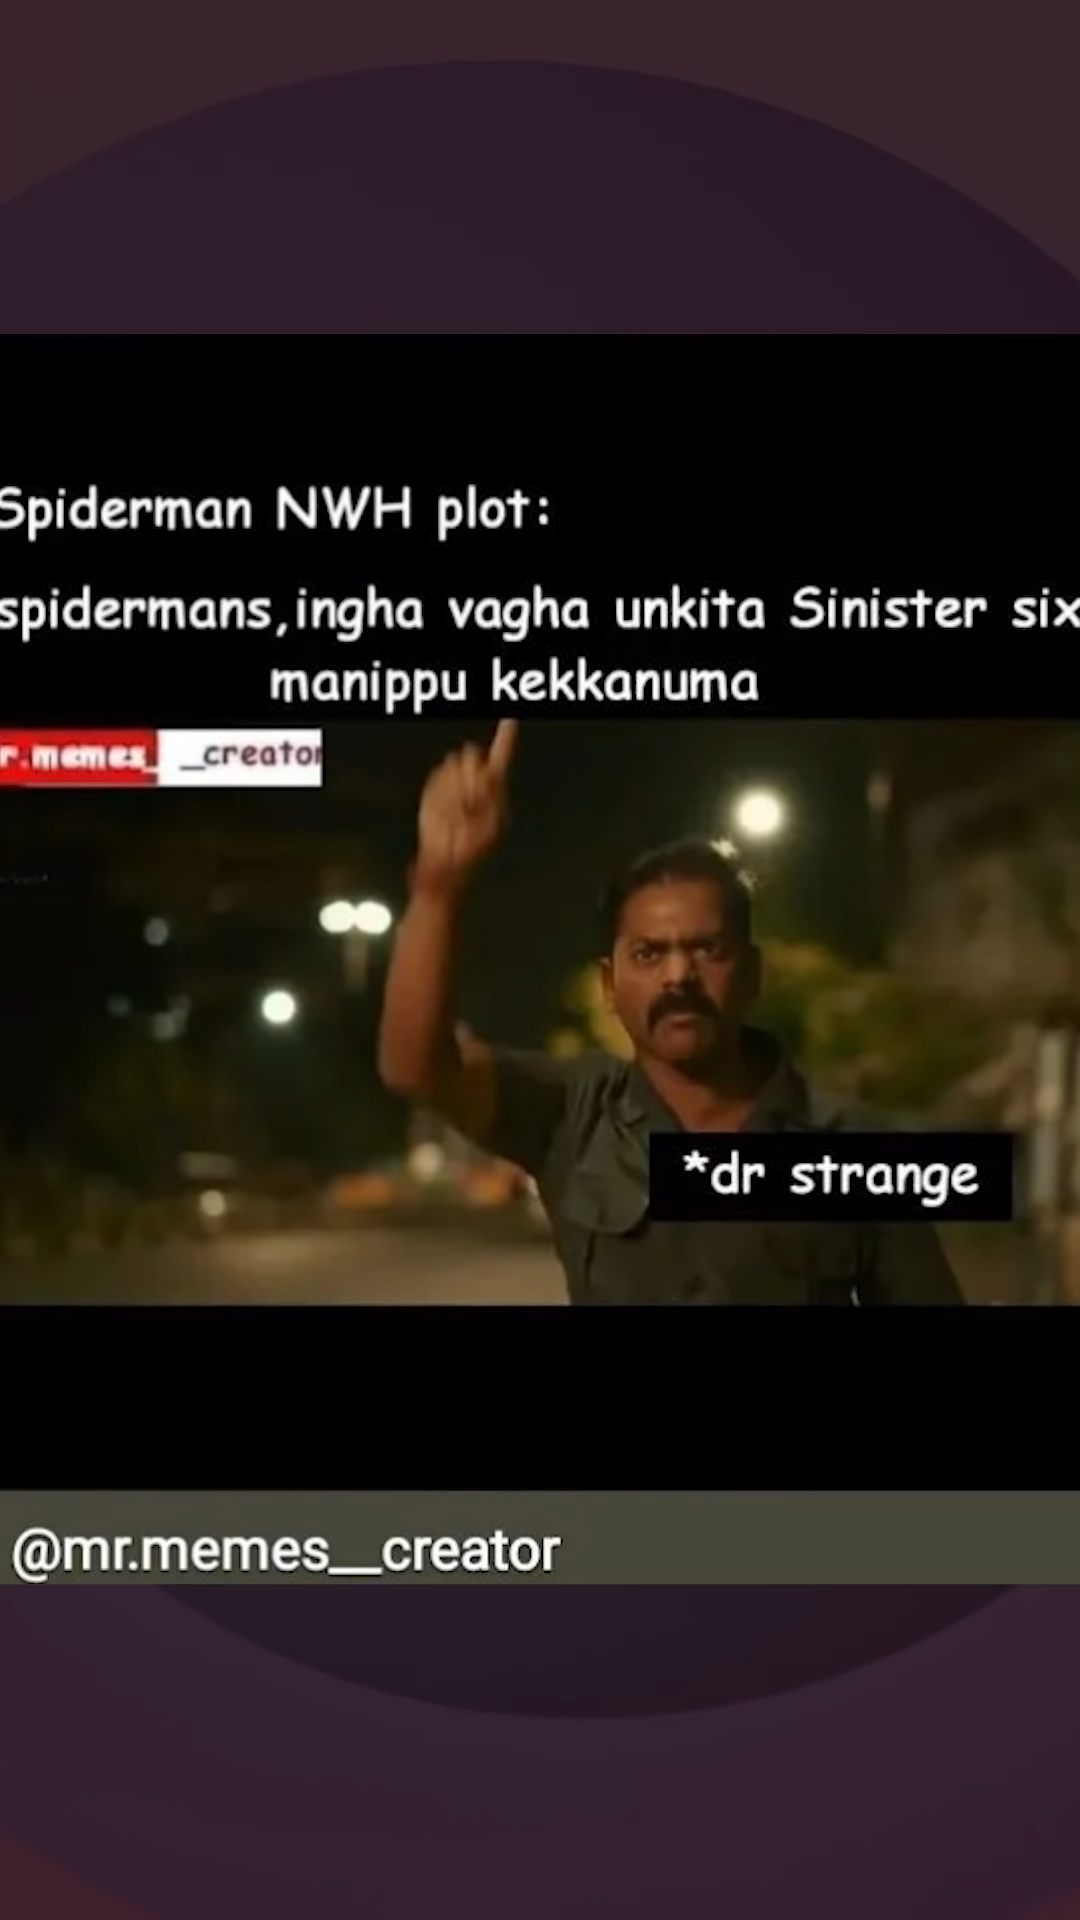 Spiderman NWH plot:
spidermans,ingha vagha unkita Sinister six
manippu kekkanuma
r.memes_ _creator
*dr strange
@mr.memes__creator